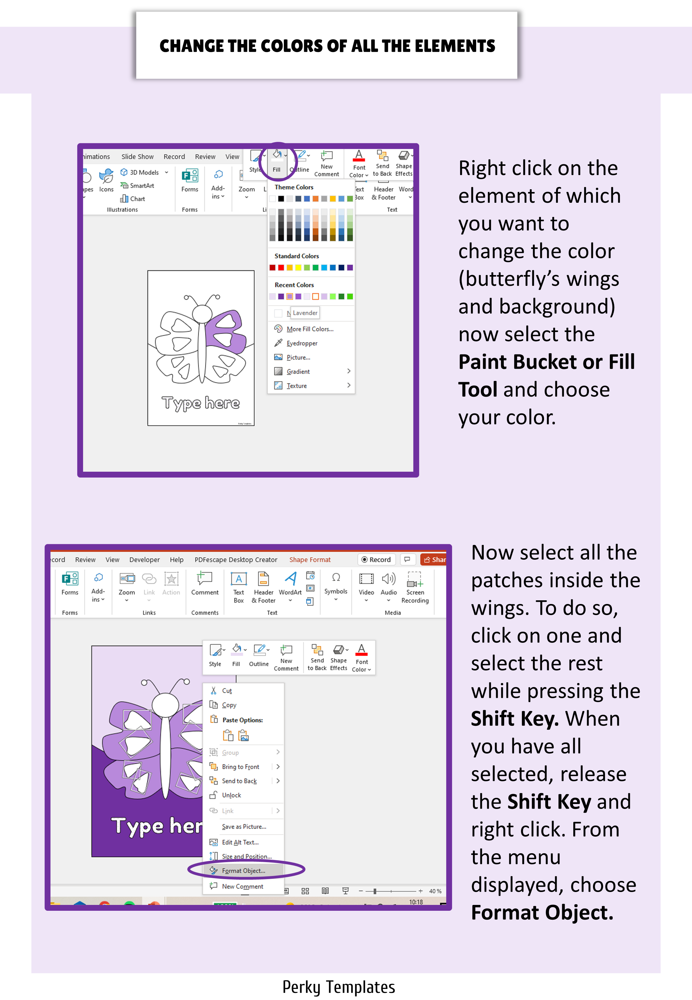 CHANGE THE COLORS OF ALL THE ELEMENTS
Slide Show Record Review View
Style Fill Outline New Comment Font Color Send to Back Shape Effects
Icons 3D Models
SmartArt
Chart
Forms Add-ins Zoom
Header & Footer
Illustrations Forms Text
Theme Colors
Standard Colors
Recent Colors
Lavender
More Fill Colors...
Eyedropper
Picture...
Gradient
Texture
Type here
Right click on the
element of which
you want to
change the color
(butterfly’s wings
and background)
now select the
Paint Bucket or Fill
Tool and choose
your color.
Review View Developer Help PDFescape Desktop Creator Shape Format Record
Forms Add-ins Zoom Link Action Comment Text Box Header & Footer WordArt Symbols Video Audio Screen Recording
Forms Links Comments Text Media
Style Fill Outline New Comment Send to Back Shape Effects Font Color
Cut
Copy
Paste Options:
Group
Bring to Front
Send to Back
Unlock
Link
Save as Picture...
Edit Alt Text...
Size and Position...
Format Object...
New Comment
Type her
40 %
10:18
Now select all the
patches inside the
wings. To do so,
click on one and
select the rest
while pressing the
Shift Key. When
you have all
selected, release
the Shift Key and
right click. From
the menu
displayed, choose
Format Object.
Perky Templates